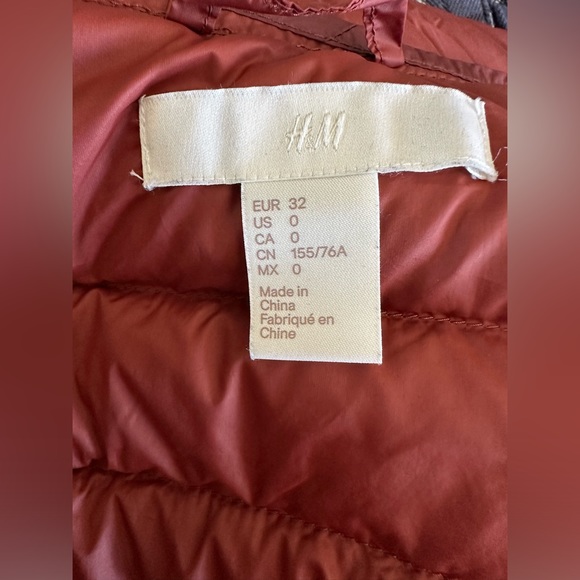 H&M
EUR 32
US 0
CA 0
CN 155/76A
MX 0
Made in
China
Fabriqué en
Chine